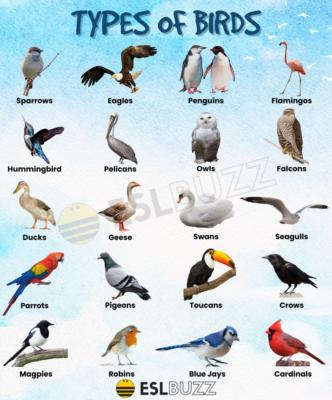 TYPES OF BIRDS
Sparrows Eagles Penguins Flamingos
Hummingbird Pelicans Owls Falcons
ESLBUZZ
Ducks Geese Swans Seagulls
Parrots Pigeons Toucans Crows
Magpies Robins Blue Jays Cardinals
ESLBUZZ